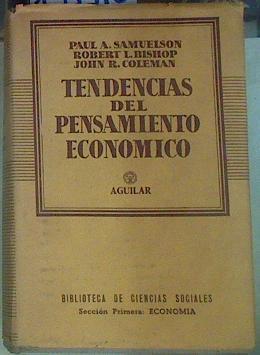 PAUL A. SAMUELSON
ROBERT L. BISHOP
JOHN R. COLEMAN
TENDENCIAS
DEL
PENSAMIENTO
ECONOMICO
AGUILAR
BIBLIOTECA DE CIENCIAS SOCIALES
Sección Primera: ECONOMIA